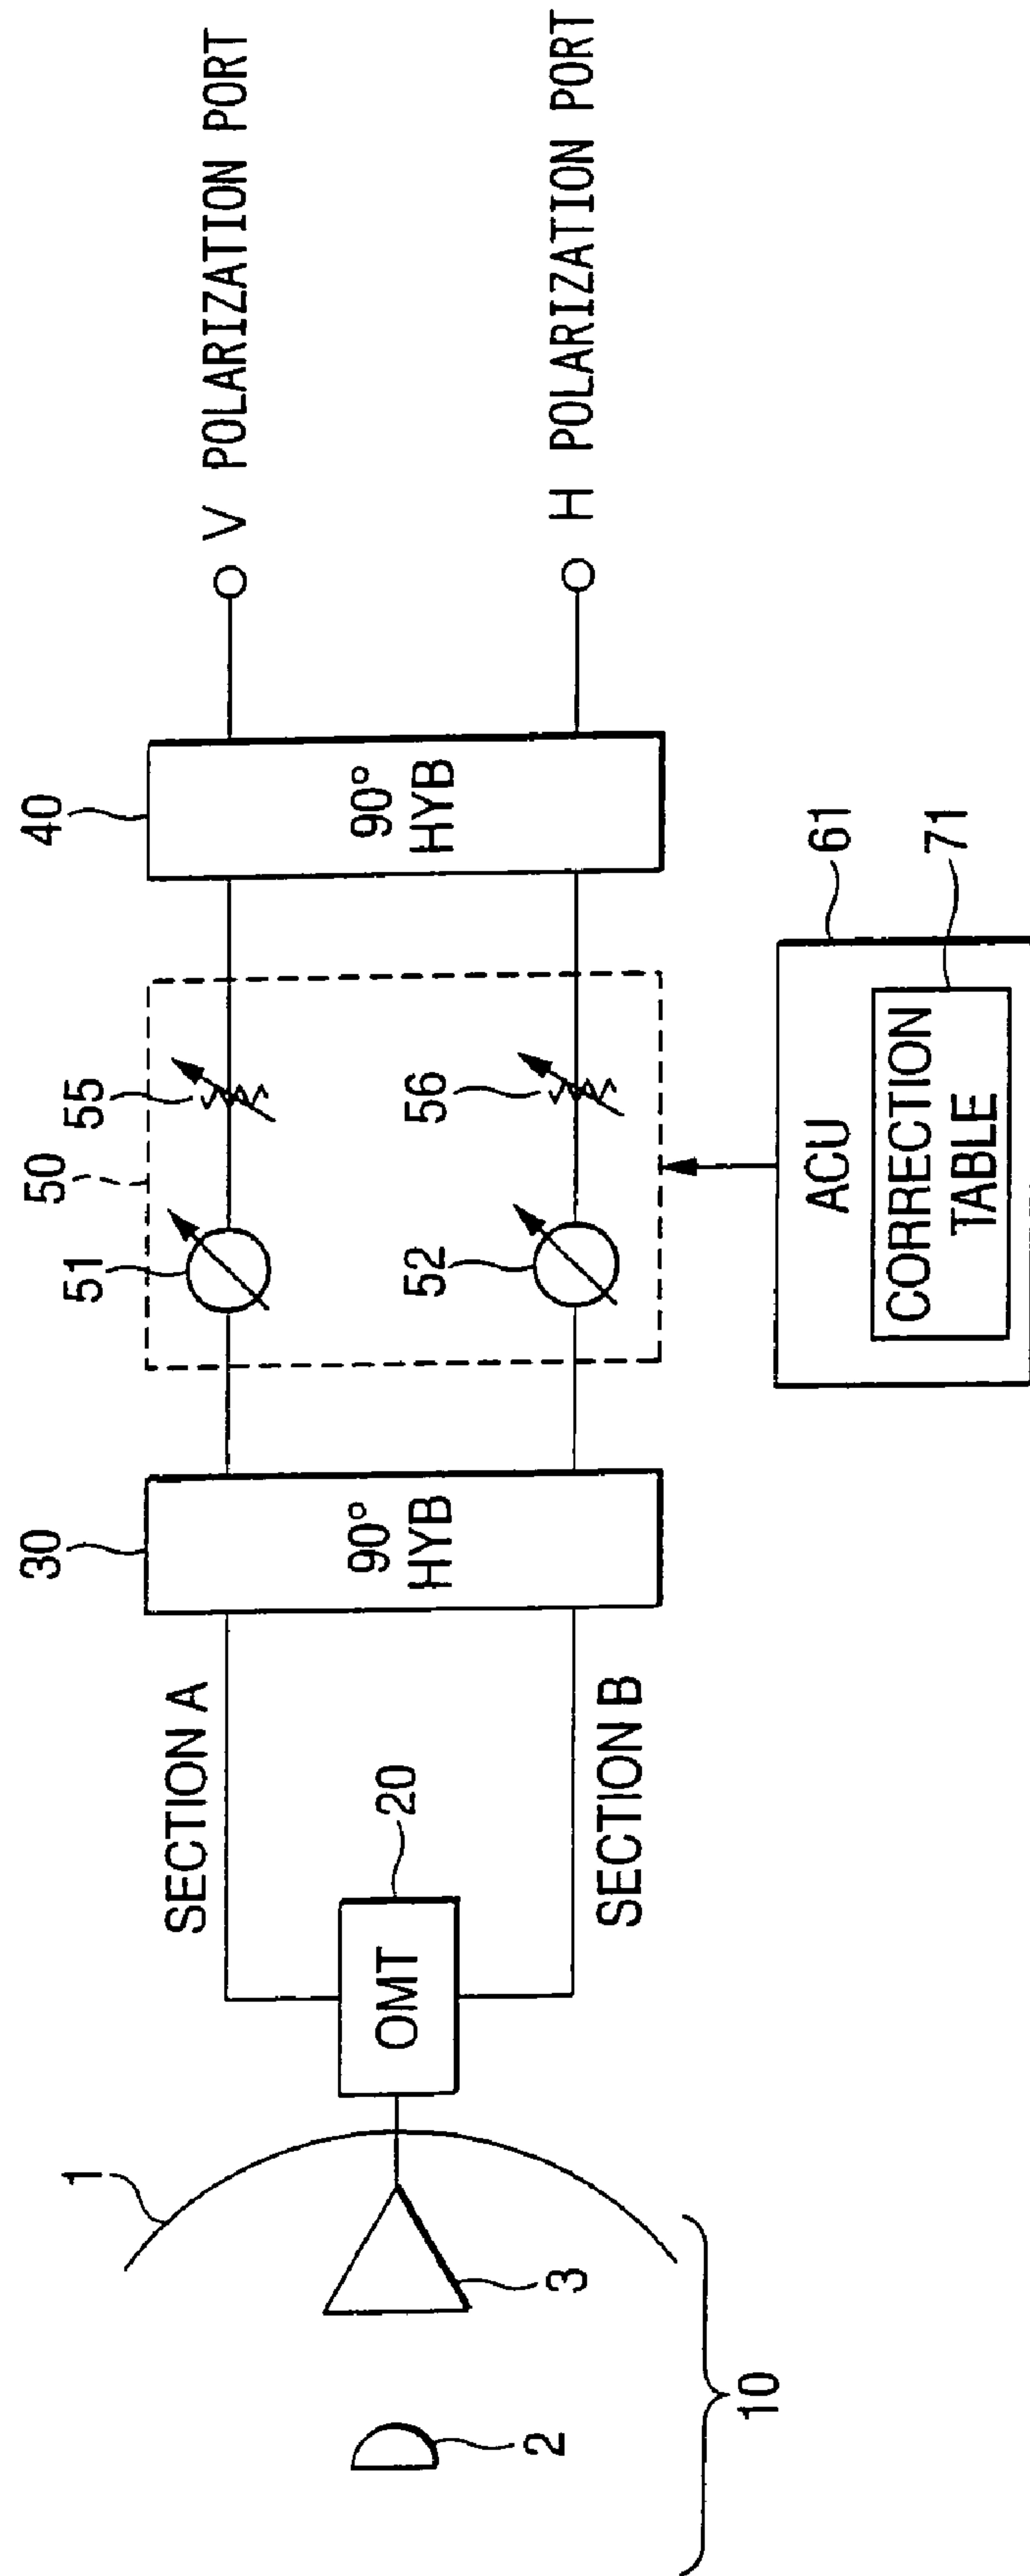 1
2
3
10
OMT
20
SECTION A
SECTION B
30
90°
HYB
50
51
52
55
56
40
90°
HYB
V POLARIZATION PORT
H POLARIZATION PORT
ACU
61
CORRECTION
TABLE
71